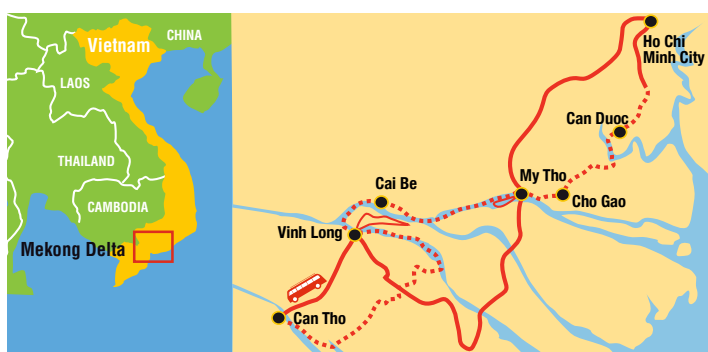 Vietnam
CHINA
LAOS
THAILAND
CAMBODIA
Mekong Delta
Ho Chi
Minh City
Can Duoc
My Tho
Cho Gao
Cai Be
Vinh Long
Can Tho